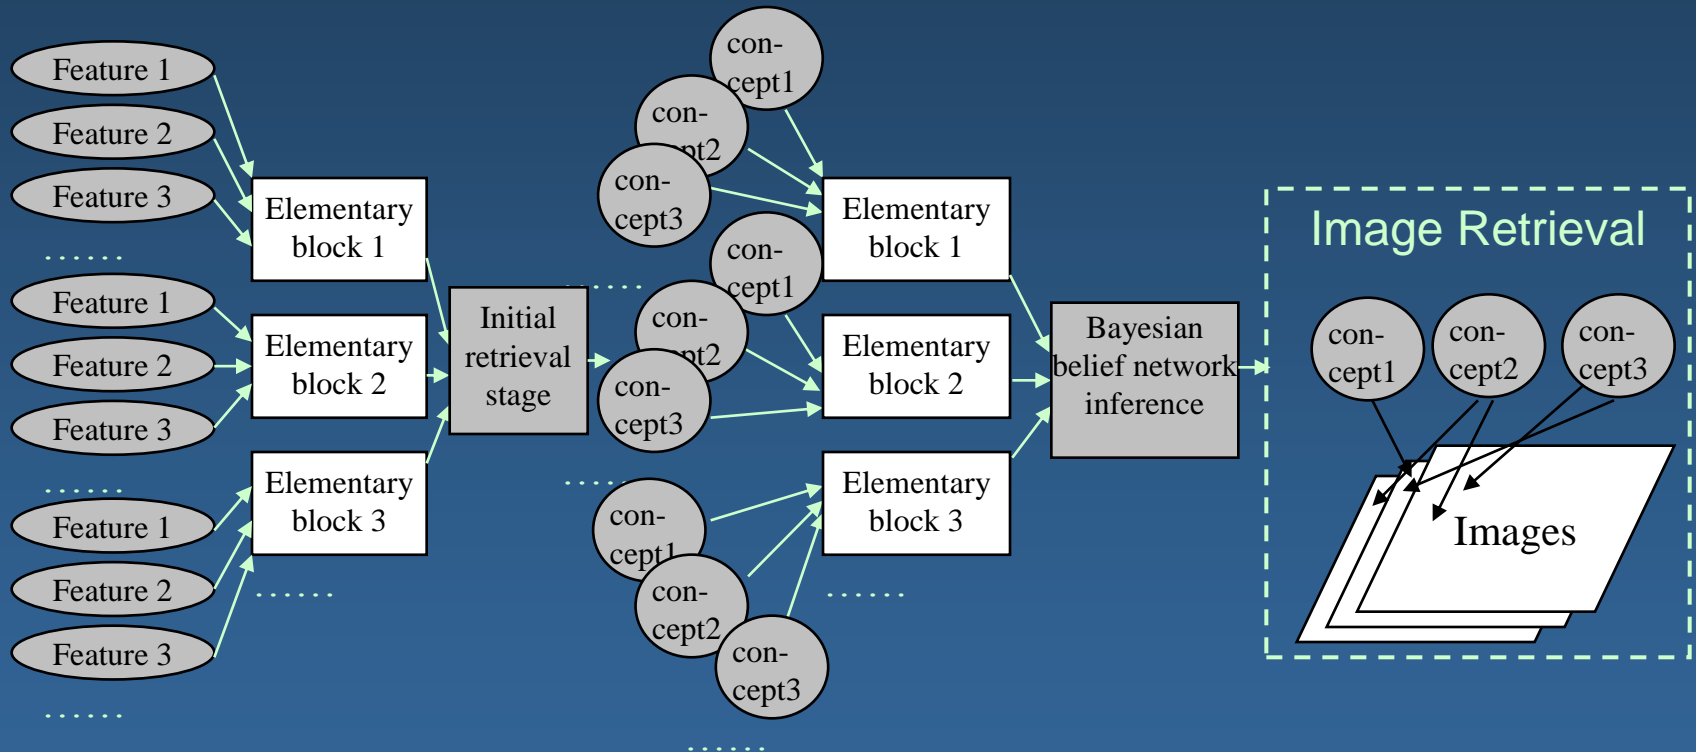 Feature 1
Feature 2
Feature 3
......
Feature 1
Feature 2
Feature 3
......
Feature 1
Feature 2
Feature 3
......
Elementary
block 1
Elementary
block 2
Elementary
block 3
......
Initial
retrieval
stage
con-
cept1
con-
pt2
con-
cept3
......
con-
cept1
con-
pt2
con-
cept3
......
con-
cept1
con-
cept2
con-
cept3
......
Elementary
block 1
Elementary
block 2
Elementary
block 3
......
Bayesian
belief network
inference
Image Retrieval
con-
cept1
con-
cept2
con-
cept3
Images